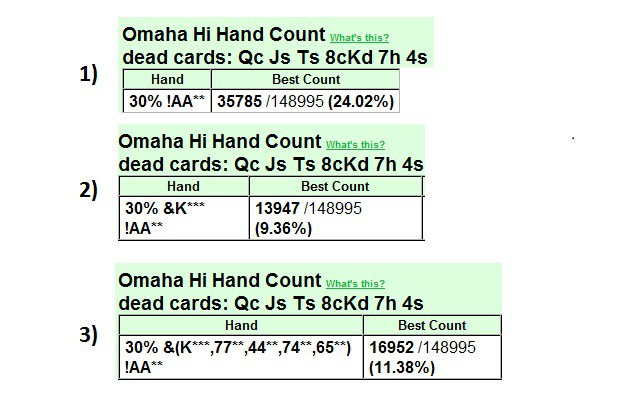 1)
Omaha Hi Hand Count What's this?
dead cards: Qc Js Ts 8cKd 7h 4s
Hand Best Count
30% !AA** 35785 /148995 (24.02%)
2)
Omaha Hi Hand Count What's this?
dead cards: Qc Js Ts 8cKd 7h 4s
Hand Best Count
30% &K*** 13947 /148995
!AA** (9.36%)
3)
Omaha Hi Hand Count What's this?
dead cards: Qc Js Ts 8cKd 7h 4s
Hand Best Count
30% &(K***,77**,44**,74**,65**) 16952 /148995
!AA** (11.38%)